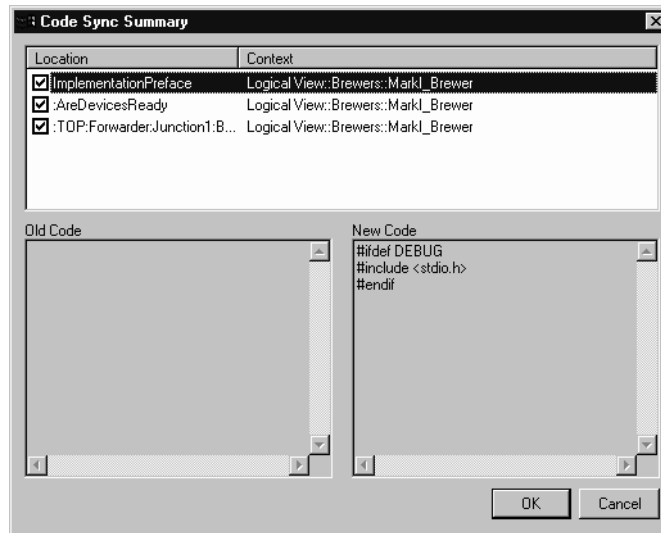 Code Sync Summary
Location Context
ImplementationPreface Logical View::Brewers::MarkI_Brewer
:AreDevicesReady Logical View::Brewers::MarkI_Brewer
:TOP:Forwarder:Junction1:B... Logical View::Brewers::MarkI_Brewer
Old Code New Code
#ifdef DEBUG
#include <stdio.h>
#endif
OK Cancel